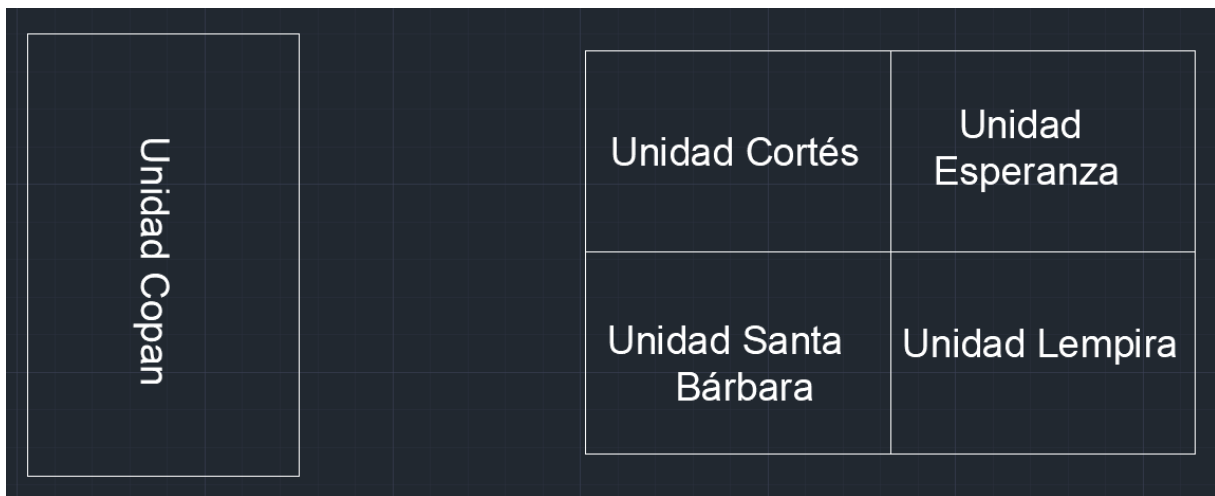 Unidad Copan
Unidad Cortés
Unidad
Esperanza
Unidad Santa
Bárbara
Unidad Lempira